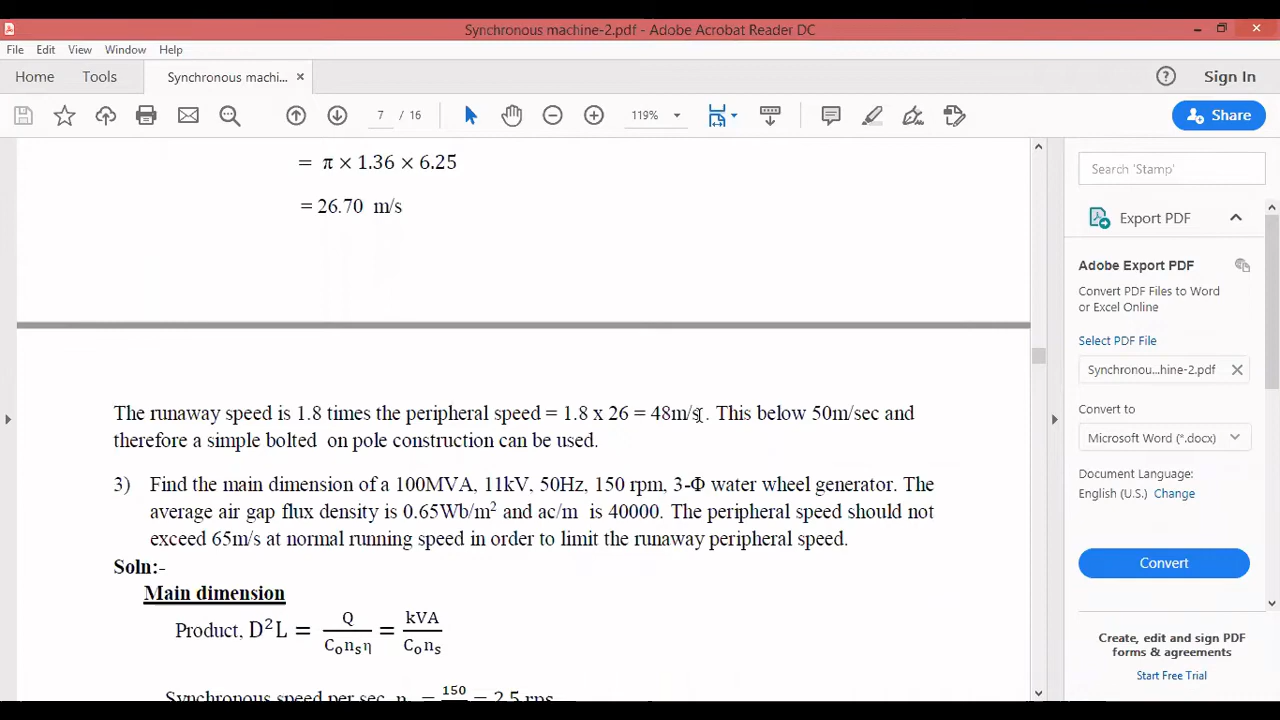 Synchronous machine-2.pdf - Adobe Acrobat Reader DC
File Edit View Window Help
Home Tools Synchronous machi... Sign In
7 / 16 119% Share
= π × 1.36 × 6.25
= 26.70 m/s
The runaway speed is 1.8 times the peripheral speed = 1.8 x 26 = 48m/s. This below 50m/sec and
therefore a simple bolted on pole construction can be used.
3) Find the main dimension of a 100MVA, 11kV, 50Hz, 150 rpm, 3-Φ water wheel generator. The
average air gap flux density is 0.65Wb/m² and ac/m is 40000. The peripheral speed should not
exceed 65m/s at normal running speed in order to limit the runaway peripheral speed.
Soln:-
Main dimension
Product, D²L = Q / C₀nₛη = kVA / C₀nₛ
Synchronous speed per sec, = 150 = 2.5 rps
Search 'Stamp'
Export PDF
Adobe Export PDF
Convert PDF Files to Word
or Excel Online
Select PDF File
Synchronou...hine-2.pdf
Convert to
Microsoft Word (*.docx)
Document Language:
English (U.S.) Change
Convert
Create, edit and sign PDF
forms & agreements
Start Free Trial